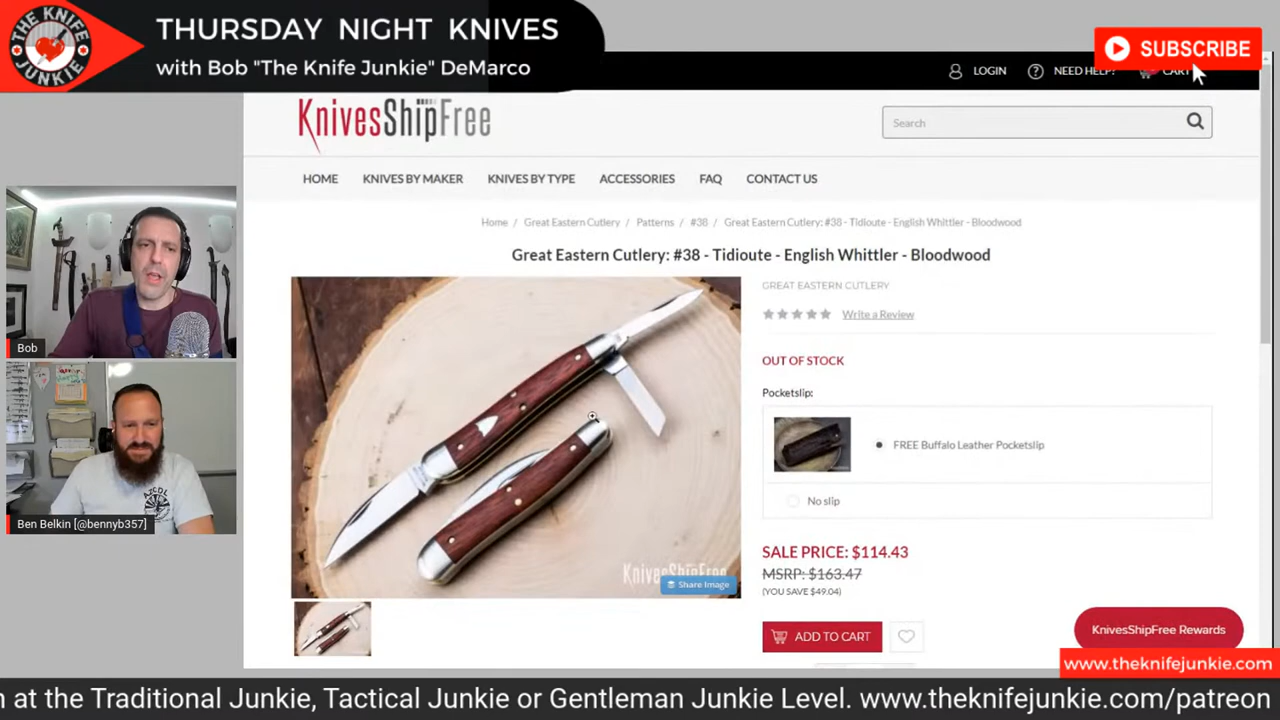 THE KNIFE
JUNKIE
THURSDAY NIGHT KNIVES
with Bob "The Knife Junkie" DeMarco
SUBSCRIBE
LOGIN
NEED HELP?
CART
KnivesShipFree
Search
HOME
KNIVES BY MAKER
KNIVES BY TYPE
ACCESSORIES
FAQ
CONTACT US
Home / Great Eastern Cutlery / Patterns / #38 / Great Eastern Cutlery: #38 - Tidioute - English Whittler - Bloodwood
Great Eastern Cutlery: #38 - Tidioute - English Whittler - Bloodwood
GREAT EASTERN CUTLERY
Write a Review
OUT OF STOCK
Pocketslip:
FREE Buffalo Leather Pocketslip
No slip
SALE PRICE: $114.43
MSRP: $163.47
(YOU SAVE $49.04)
ADD TO CART
KnivesShipFree
Share Image
KnivesShipFree Rewards
Bob
AZCDL
Ben Belkin [@bennyb357]
www.theknifejunkie.com
at the Traditional Junkie, Tactical Junkie or Gentleman Junkie Level. www.theknifejunkie.com/patreon